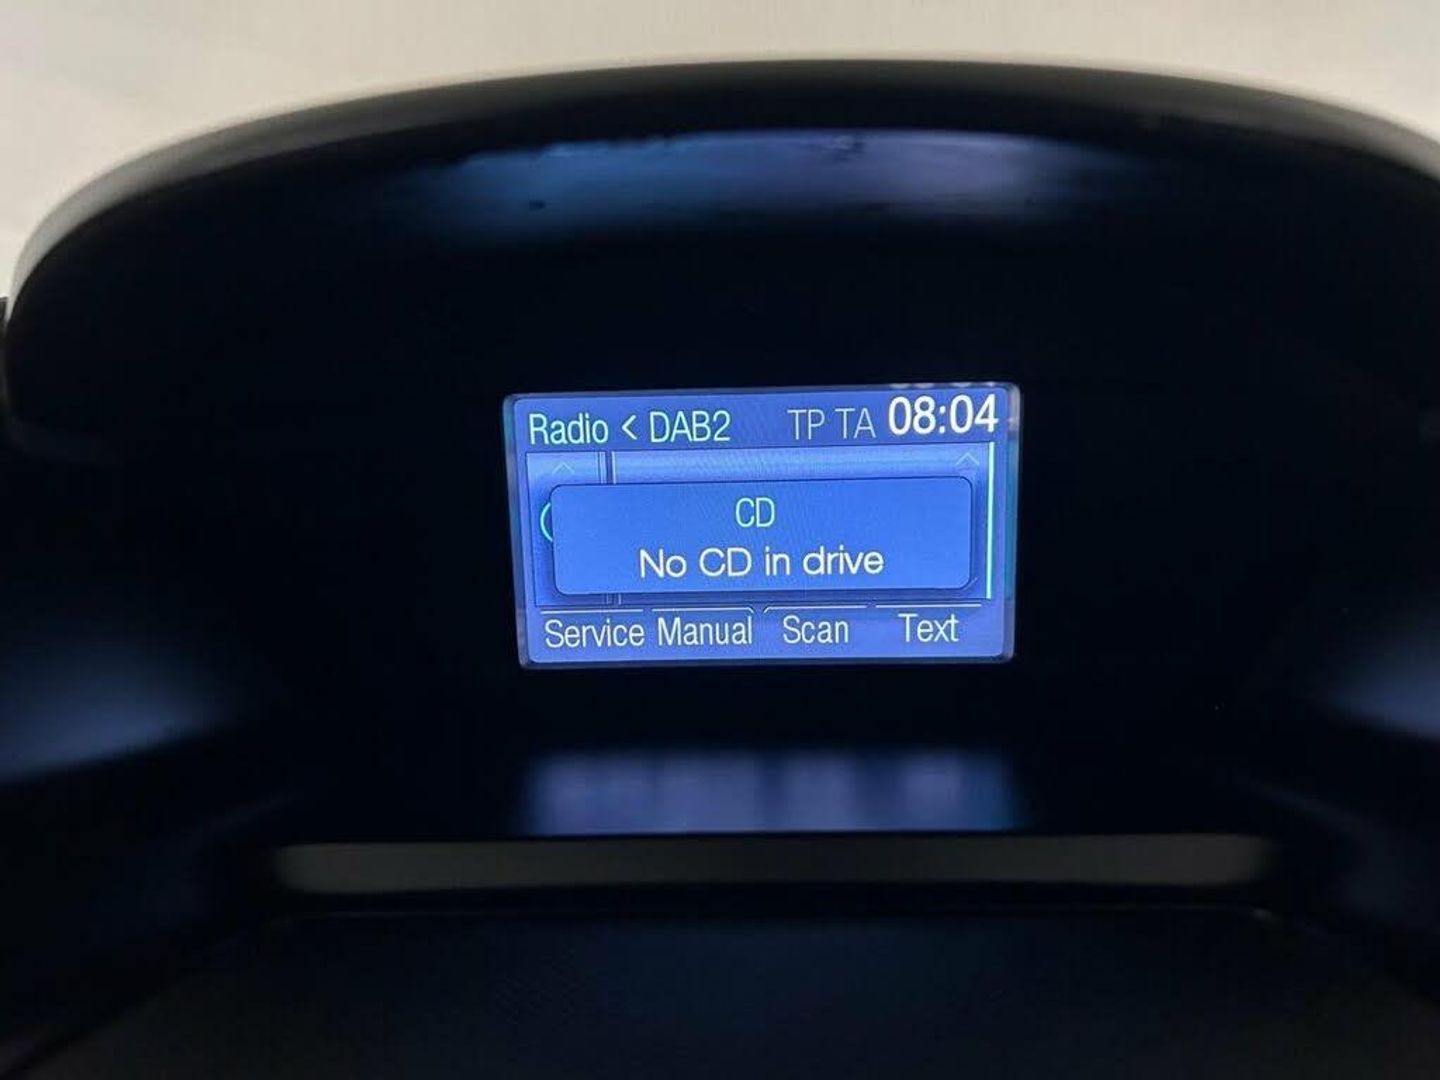 Radio < DAB2 TP TA 08:04
CD
No CD in drive
Service Manual Scan Text